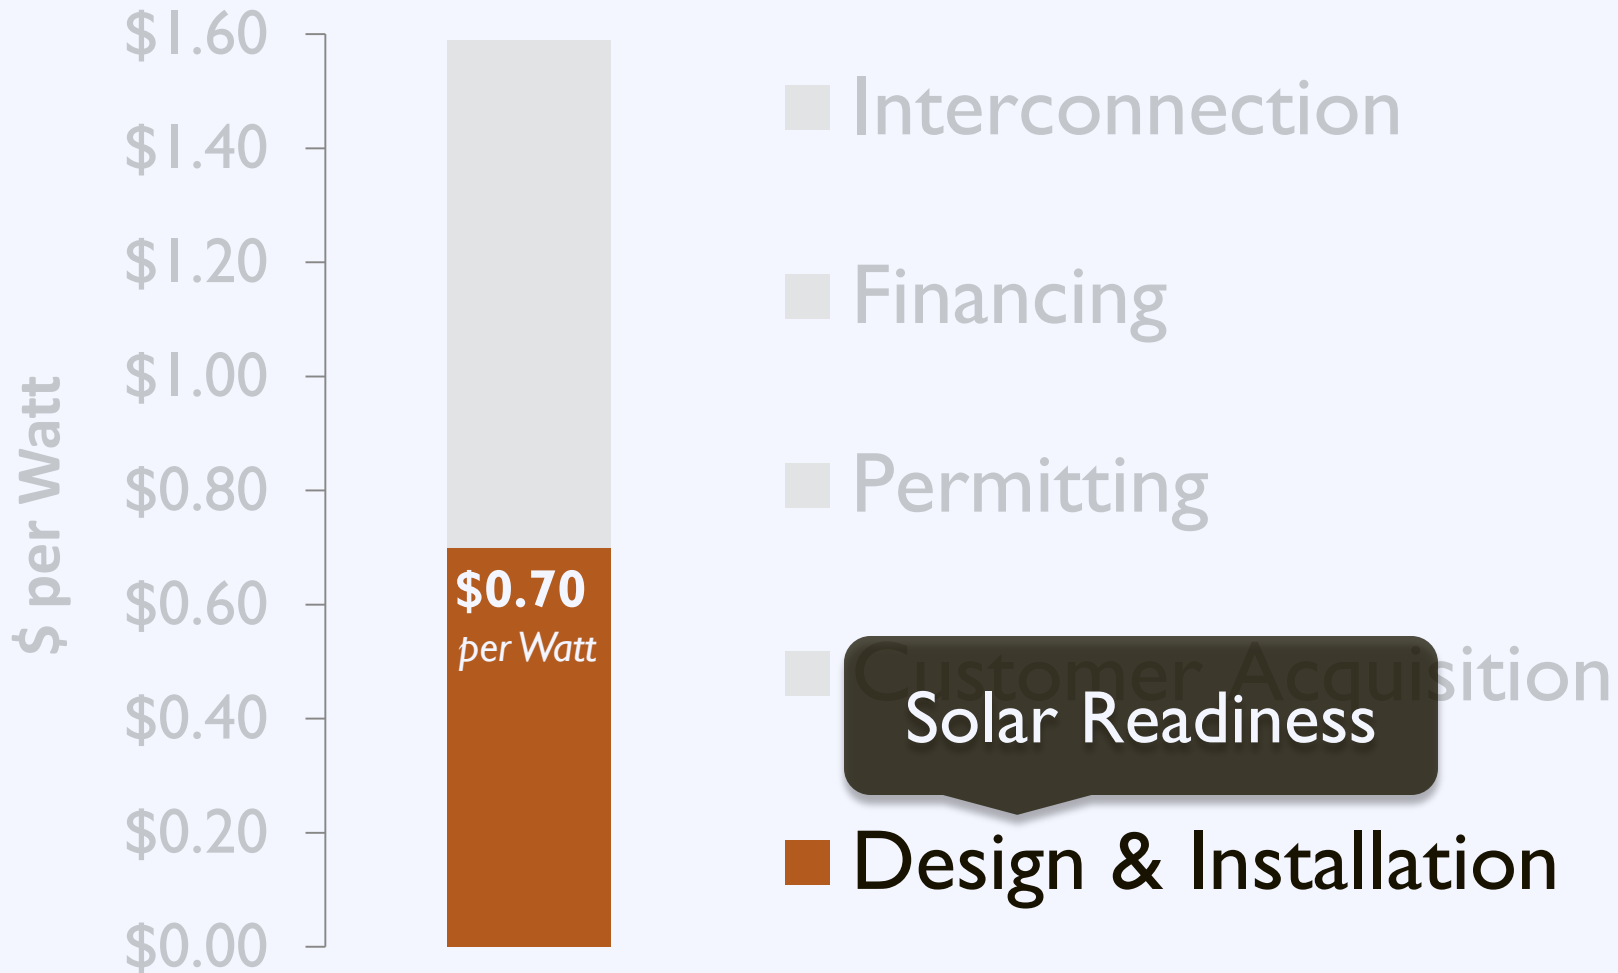 $ per Watt
$1.60
$1.40
$1.20
$1.00
$0.80
$0.60
$0.40
$0.20
$0.00
$0.70
per Watt
Interconnection
Financing
Permitting
Customer Acquisition
Solar Readiness
Design & Installation